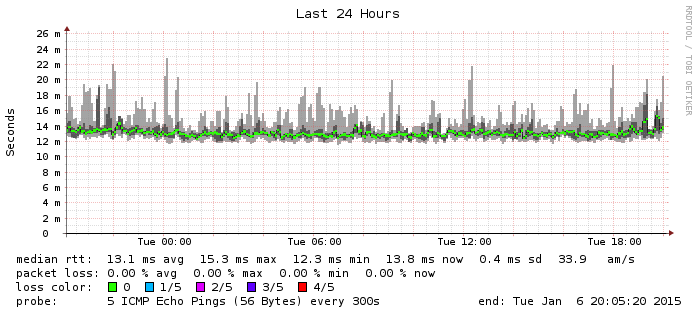 Last 24 Hours
RRDTOOL / TOBI OETIKER
Seconds
26 m
24 m
22 m
20 m
18 m
16 m
14 m
12 m
10 m
8 m
6 m
4 m
2 m
0
Tue 00:00 Tue 06:00 Tue 12:00 Tue 18:00
median rtt: 13.1 ms avg 15.3 ms max 12.3 ms min 13.8 ms now 0.4 ms sd 33.9 am/s
packet loss: 0.00 % avg 0.00 % max 0.00 % min 0.00 % now
loss color: 0 1/5 2/5 3/5 4/5
probe: 5 ICMP Echo Pings (56 Bytes) every 300s end: Tue Jan 6 20:05:20 2015